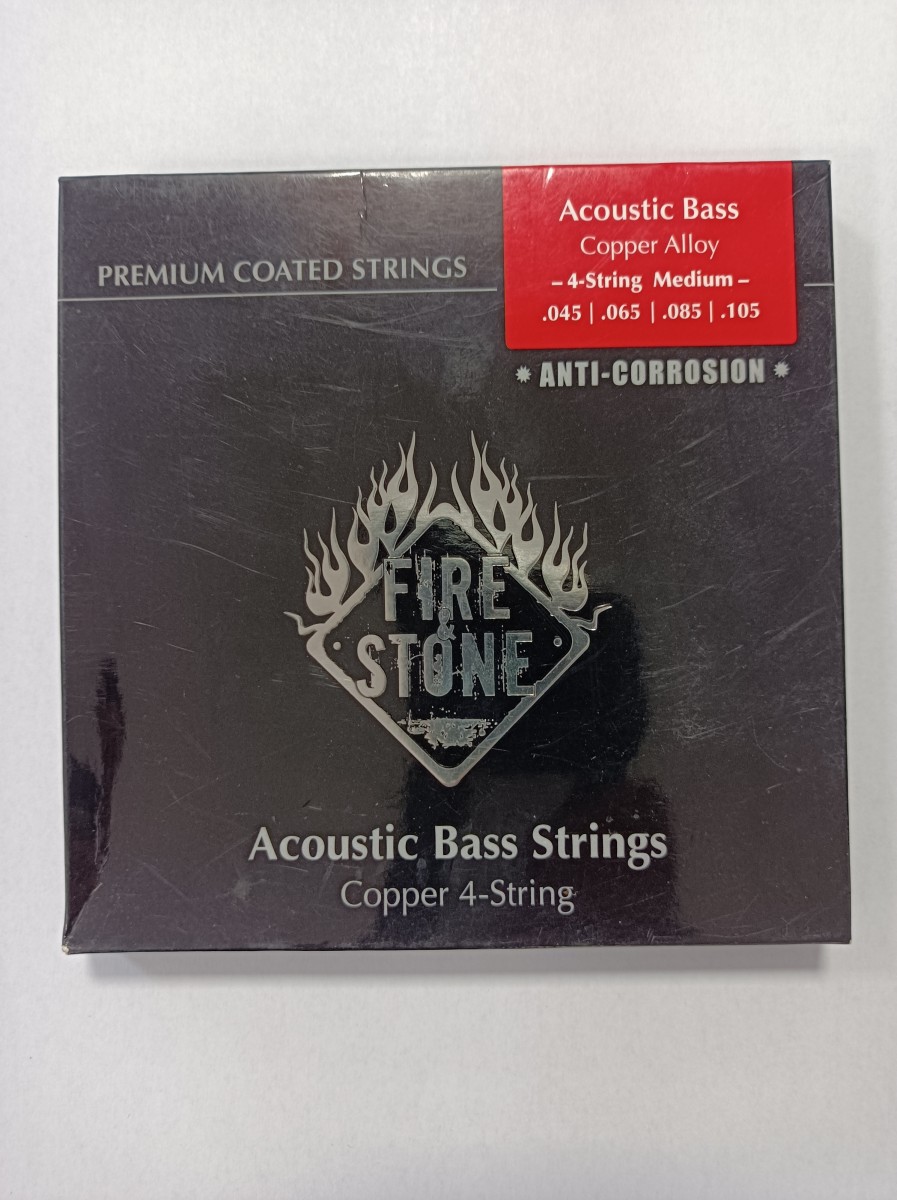 PREMIUM COATED STRINGS
Acoustic Bass
Copper Alloy
– 4-String Medium –
.045 | .065 | .085 | .105
* ANTI-CORROSION *
FIRE
&
STONE
Acoustic Bass Strings
Copper 4-String